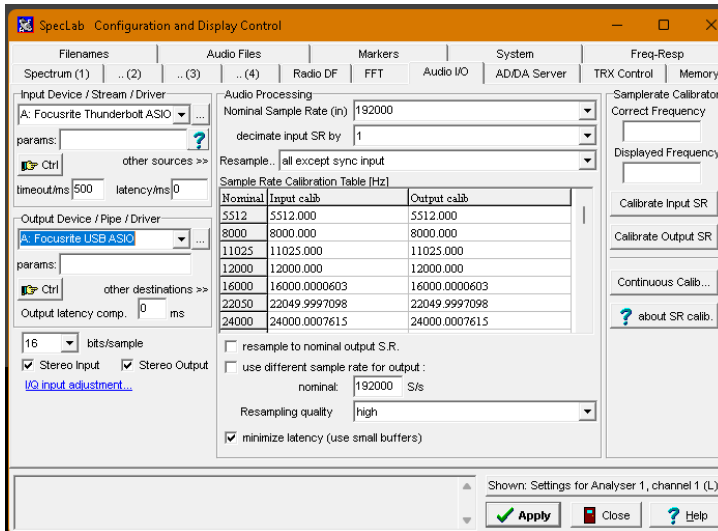 SpecLab Configuration and Display Control
Filenames Audio Files Markers System Freq-Resp
Spectrum (1) .. (2) .. (3) .. (4) Radio DF FFT Audio I/O AD/DA Server TRX Control Memory
Input Device / Stream / Driver
A: Focusrite Thunderbolt ASIO ...
params: ?
Ctrl other sources >>
timeout/ms 500 latency/ms 0
Output Device / Pipe / Driver
A: Focusrite USB ASIO ...
params:
Ctrl other destinations >>
Output latency comp. 0 ms
16 bits/sample
Stereo Input Stereo Output
I/Q input adjustment...
Audio Processing
Nominal Sample Rate (in) 192000
decimate input SR by 1
Resample.. all except sync input
Sample Rate Calibration Table [Hz]
Nominal Input calib Output calib
5512 5512.000 5512.000
8000 8000.000 8000.000
11025 11025.000 11025.000
12000 12000.000 12000.000
16000 16000.0000603 16000.0000603
22050 22049.9997098 22049.9997098
24000 24000.0007615 24000.0007615
resample to nominal output S.R.
use different sample rate for output :
nominal: 192000 S/s
Resampling quality high
minimize latency (use small buffers)
Samplerate Calibrator
Correct Frequency
Displayed Frequency
Calibrate Input SR
Calibrate Output SR
Continuous Calib...
? about SR calib.
Shown: Settings for Analyser 1, channel 1 (L)
Apply Close ? Help